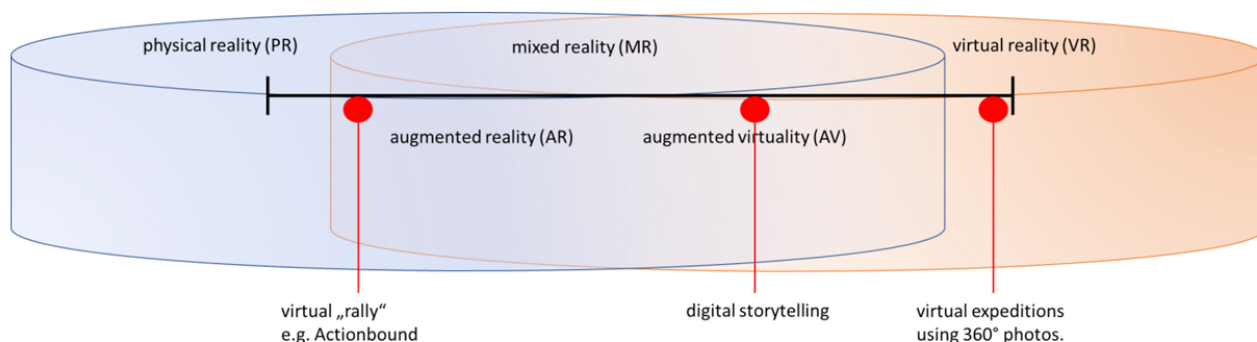 physical reality (PR)
mixed reality (MR)
virtual reality (VR)
augmented reality (AR)
augmented virtuality (AV)
virtual „rally“
e.g. Actionbound
digital storytelling
virtual expeditions
using 360° photos.